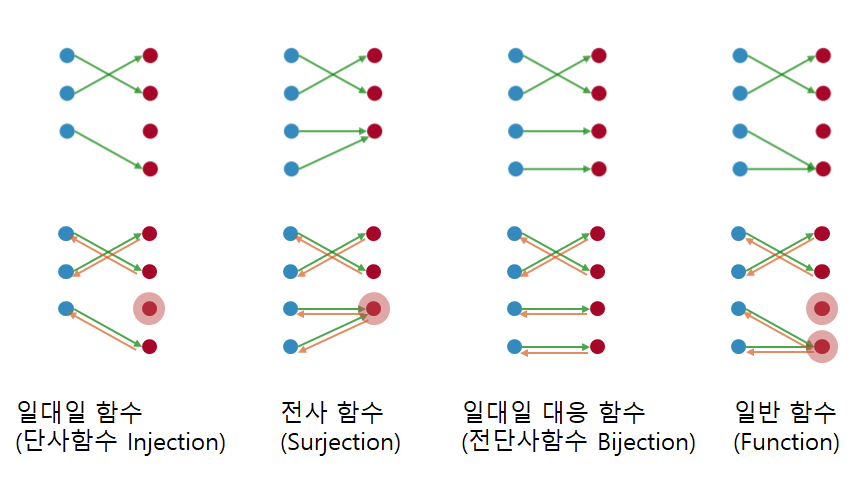 일대일 함수
(단사함수 Injection)
전사 함수
(Surjection)
일대일 대응 함수
(전단사함수 Bijection)
일반 함수
(Function)